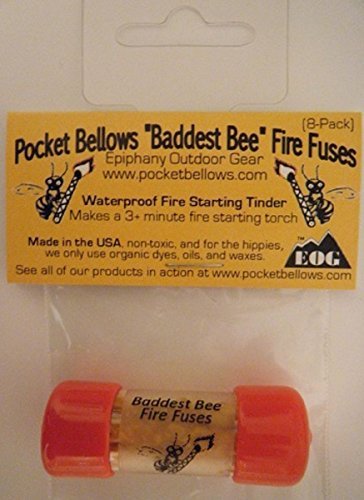 (8-Pack)
Pocket Bellows "Baddest Bee" Fire Fuses
Epiphany Outdoor Gear
www.pocketbellows.com
Waterproof Fire Starting Tinder
Makes a 3+ minute fire starting torch
Made in the USA, non-toxic, and for the hippies,
we only use organic dyes, oils, and waxes.
TM
EOG
See all of our products in action at www.pocketbellows.com
Baddest Bee
Fire Fuses